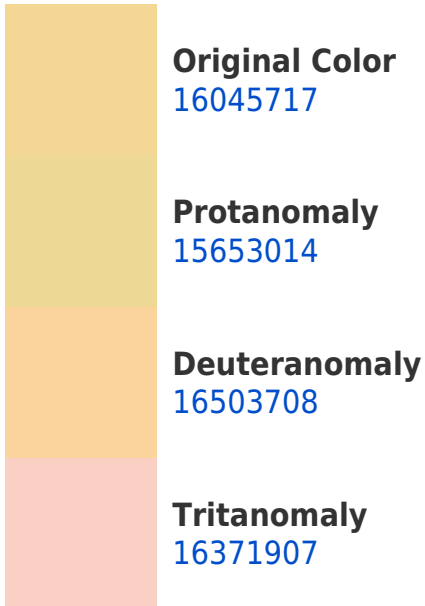 Original Color
16045717
Protanomaly
15653014
Deuteranomaly
16503708
Tritanomaly
16371907